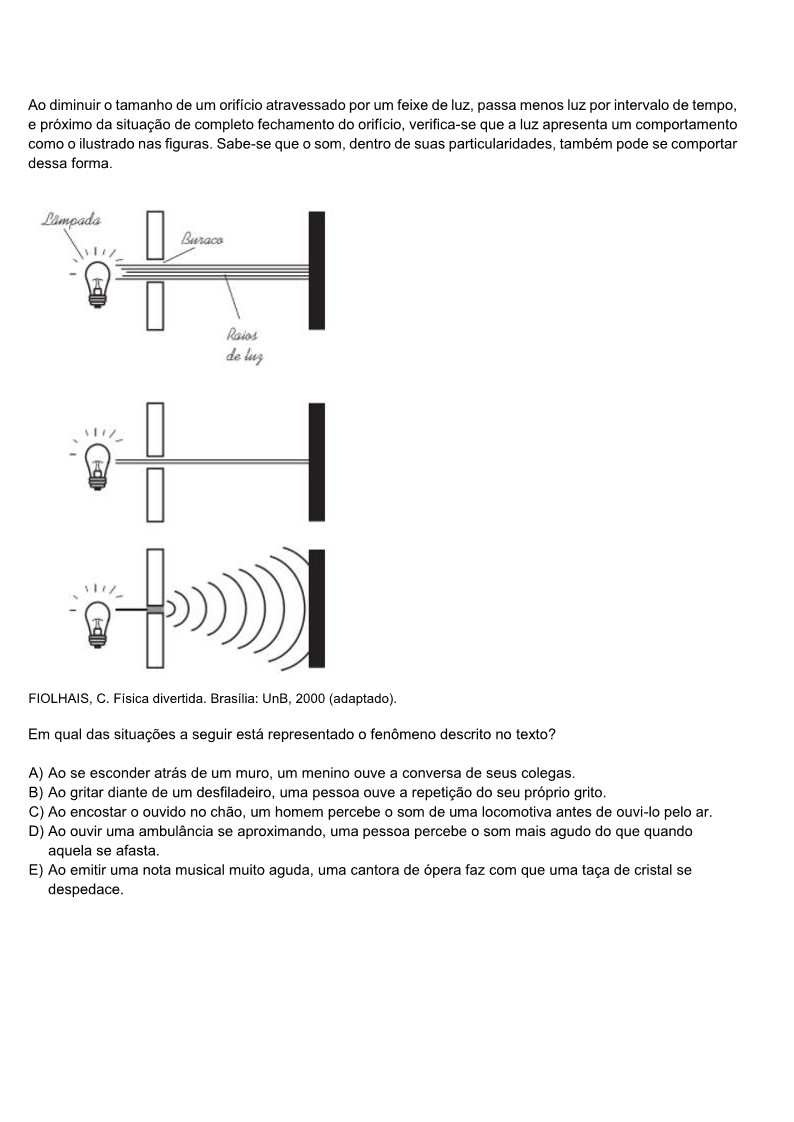 Ao diminuir o tamanho de um orifício atravessado por um feixe de luz, passa menos luz por intervalo de tempo,
e próximo da situação de completo fechamento do orifício, verifica-se que a luz apresenta um comportamento
como o ilustrado nas figuras. Sabe-se que o som, dentro de suas particularidades, também pode se comportar
dessa forma.
Lâmpada
Buraco
Raios
de luz
FIOLHAIS, C. Física divertida. Brasília: UnB, 2000 (adaptado).
Em qual das situações a seguir está representado o fenômeno descrito no texto?
A) Ao se esconder atrás de um muro, um menino ouve a conversa de seus colegas.
B) Ao gritar diante de um desfiladeiro, uma pessoa ouve a repetição do seu próprio grito.
C) Ao encostar o ouvido no chão, um homem percebe o som de uma locomotiva antes de ouvi-lo pelo ar.
D) Ao ouvir uma ambulância se aproximando, uma pessoa percebe o som mais agudo do que quando
aquela se afasta.
E) Ao emitir uma nota musical muito aguda, uma cantora de ópera faz com que uma taça de cristal se
despedace.